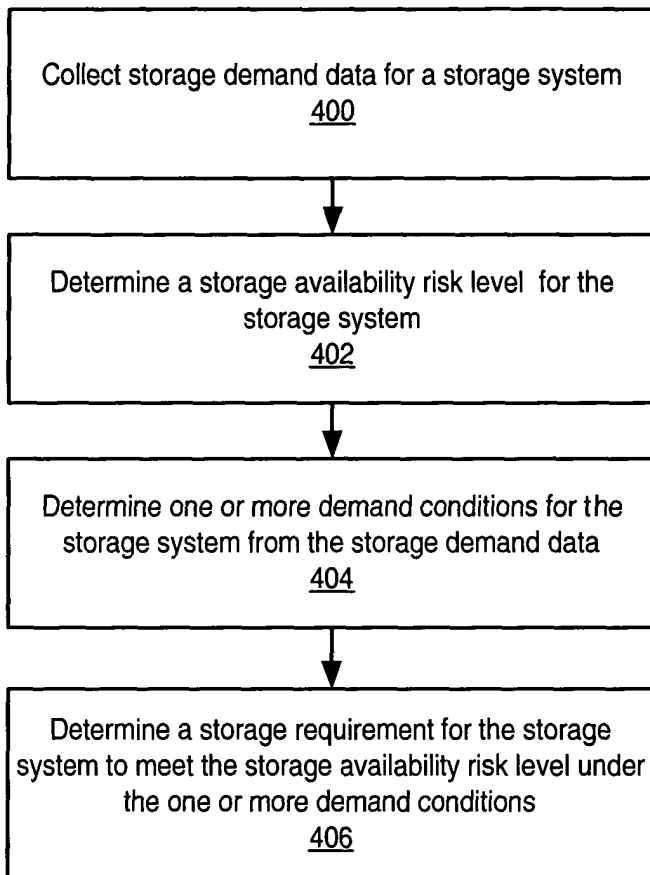 Collect storage demand data for a storage system
400
Determine a storage availability risk level for the
storage system
402
Determine one or more demand conditions for the
storage system from the storage demand data
404
Determine a storage requirement for the storage
system to meet the storage availability risk level under
the one or more demand conditions
406